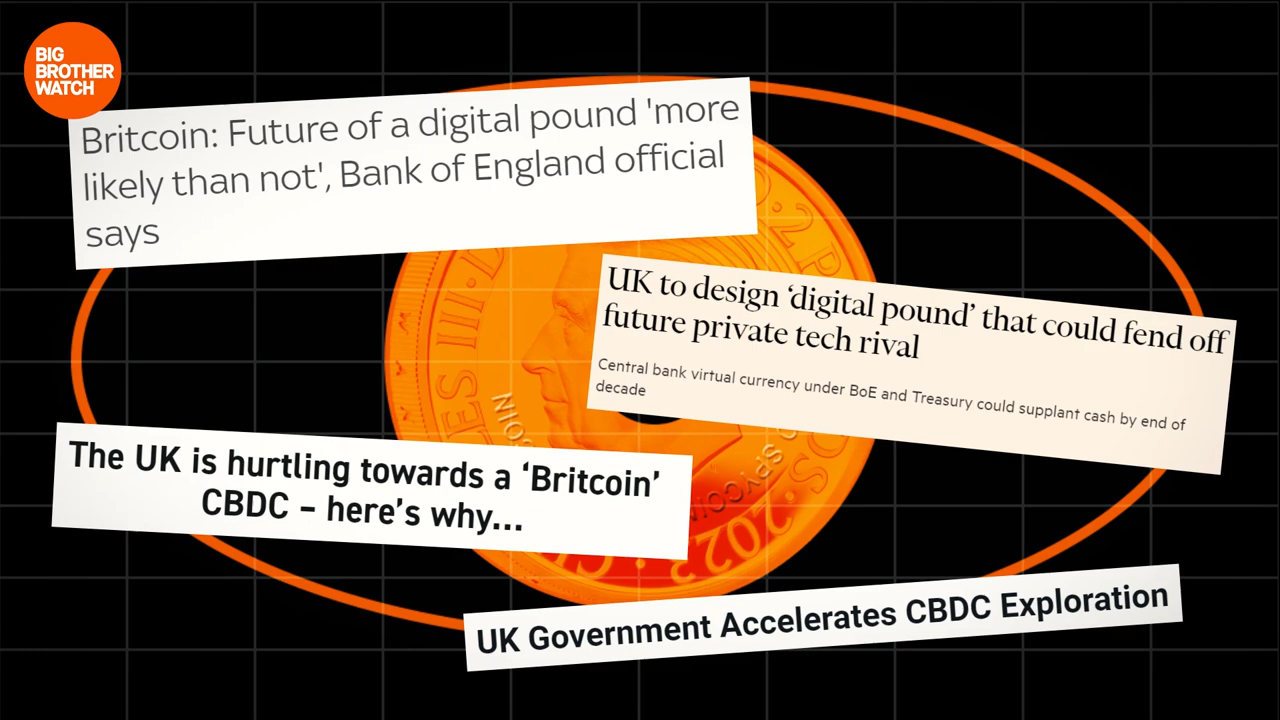 BIG
BROTHER
WATCH
Britcoin: Future of a digital pound 'more
likely than not', Bank of England official
says
UK to design ‘digital pound’ that could fend off
future private tech rival
Central bank virtual currency under BoE and Treasury could supplant cash by end of
decade
The UK is hurtling towards a ‘Britcoin’
CBDC – here’s why...
UK Government Accelerates CBDC Exploration
III · D
2023
SPYCOIN